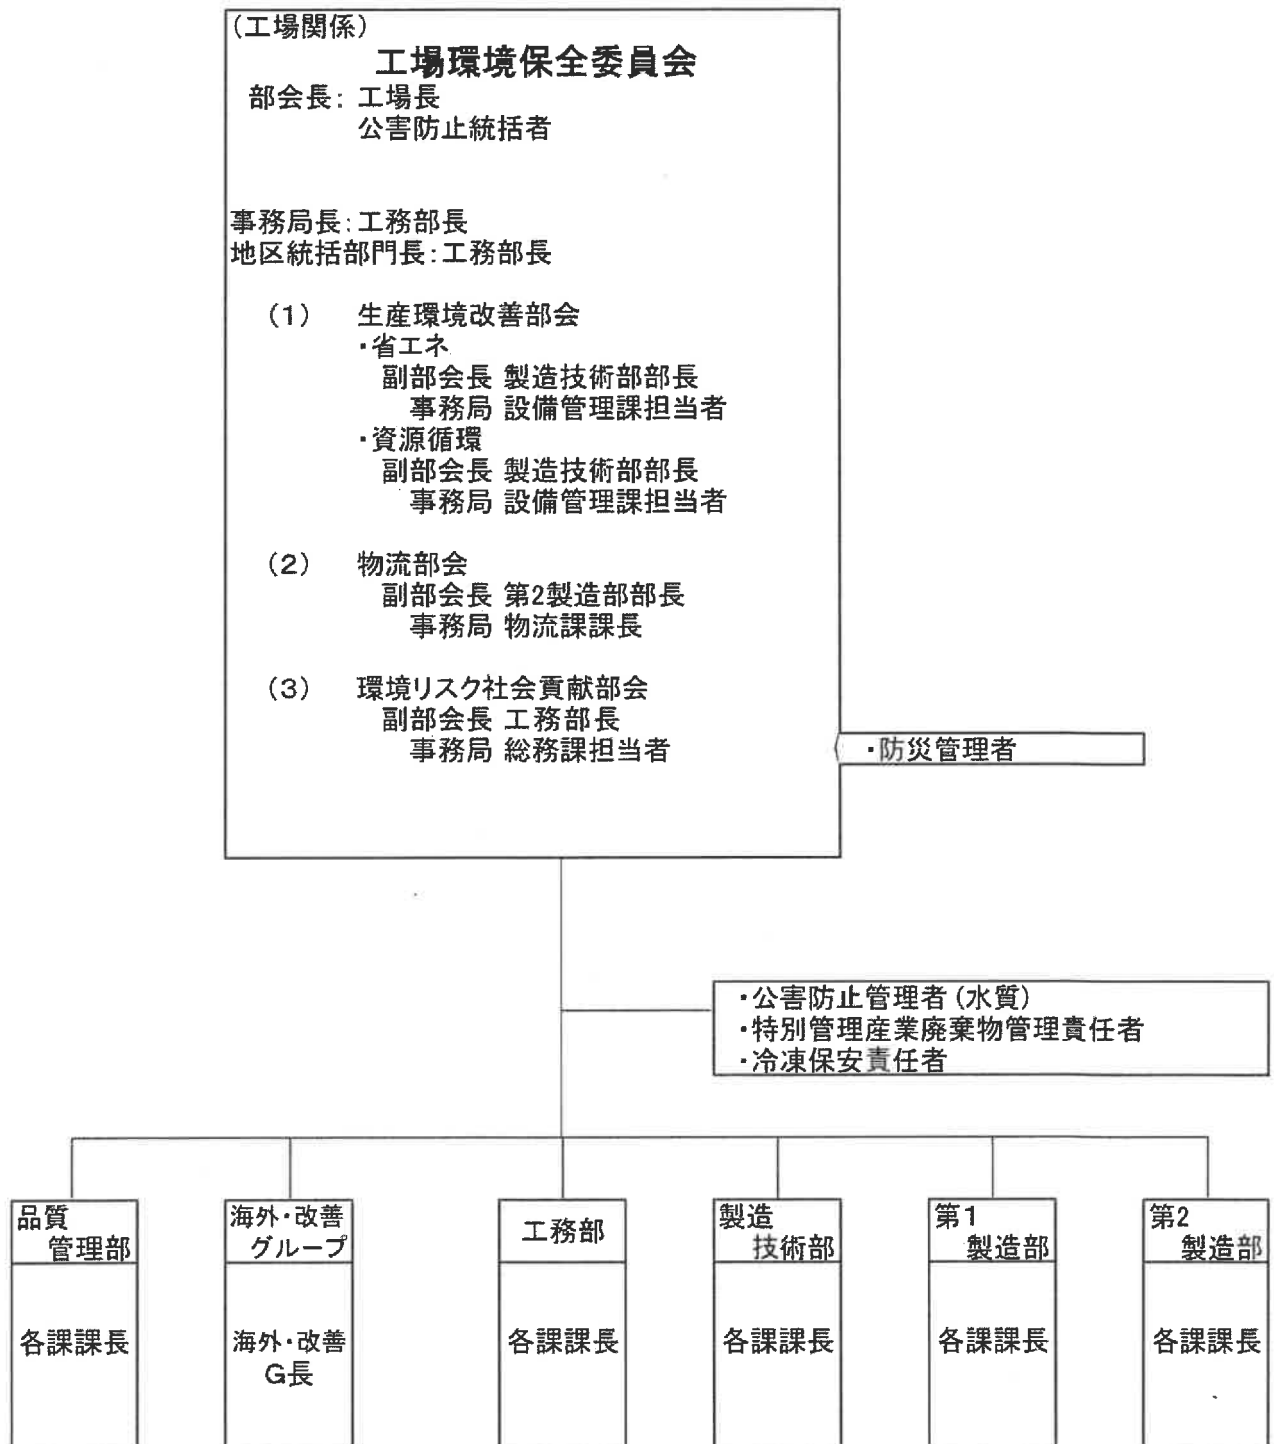 (工場関係)
工場環境保全委員会
部会長: 工場長
公害防止統括者
事務局長:工務部長
地区統括部門長:工務部長
(1) 生産環境改善部会
・省エネ
副部会長 製造技術部部長
事務局 設備管理課担当者
・資源循環
副部会長 製造技術部部長
事務局 設備管理課担当者
(2) 物流部会
副部会長 第2製造部部長
事務局 物流課課長
(3) 環境リスク社会貢献部会
副部会長 工務部長
事務局 総務課担当者
・防災管理者
・公害防止管理者(水質)
・特別管理産業廃棄物管理責任者
・冷凍保安責任者
品質
管理部
海外・改善
グループ
工務部
製造
技術部
第1
製造部
第2
製造部
各課課長
海外・改善
G長
各課課長
各課課長
各課課長
各課課長